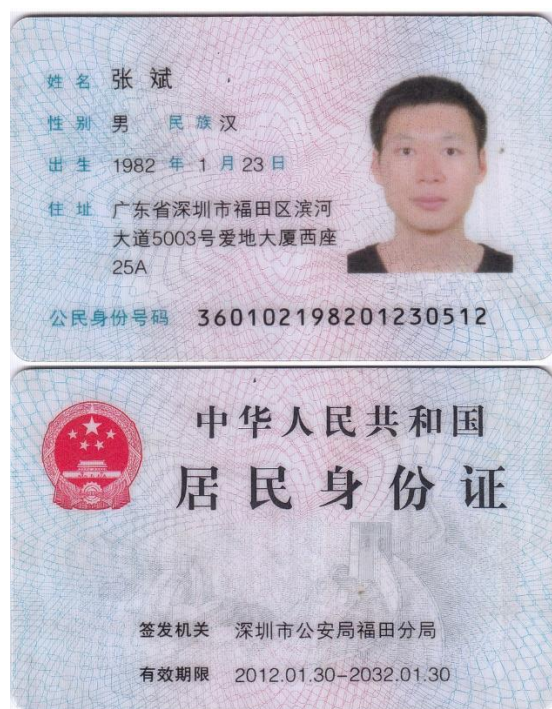 姓名 张斌
性别 男 民族 汉
出生 1982 年 1 月 23 日
住址 广东省深圳市福田区滨河
大道5003号爱地大厦西座
25A
公民身份号码 360102198201230512
中华人民共和国
居民身份证
签发机关 深圳市公安局福田分局
有效期限 2012.01.30-2032.01.30